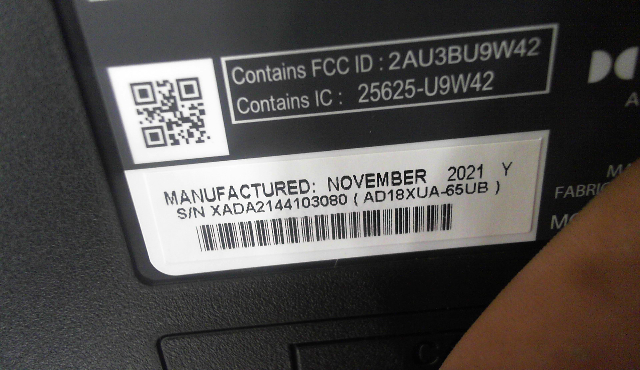 Contains FCC ID : 2AU3BU9W42
Contains IC : 25625-U9W42
MANUFACTURED: NOVEMBER 2021 Y
S/N XADA2144103080 ( AD18XUA-65UB )